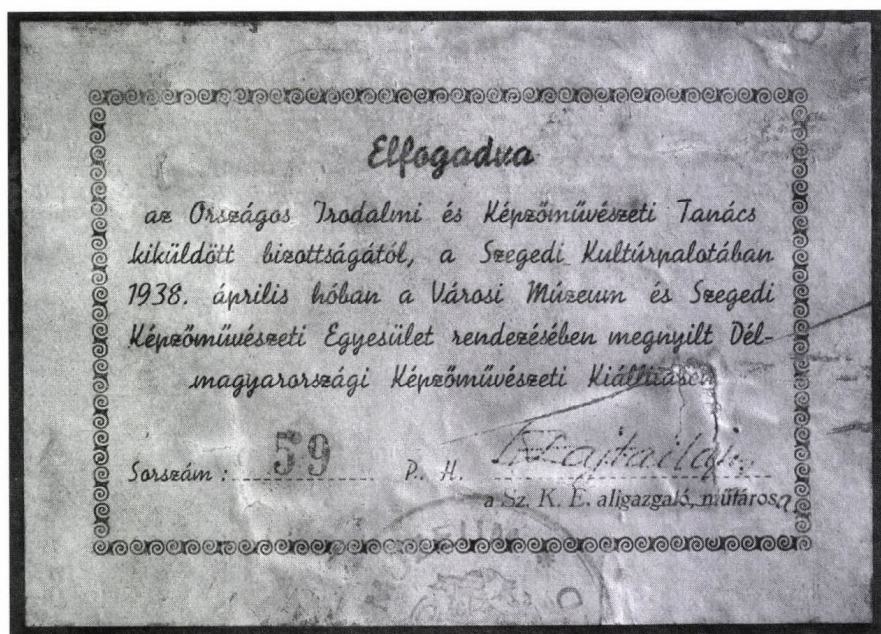 Elfogadva
az Országos Irodalmi és Képzőművészeti Tanács
kiküldött bizottságától, a Szegedi Kultúrpalotában
1938. április hóban a Városi Múzeum és Szegedi
Képzőművészeti Egyesület rendezésében megnyilt Dél-
magyarországi Képzőművészeti Kiállításon
Sorszám : 59 P. H.
a Sz. K. E. aligazgató, műtáros